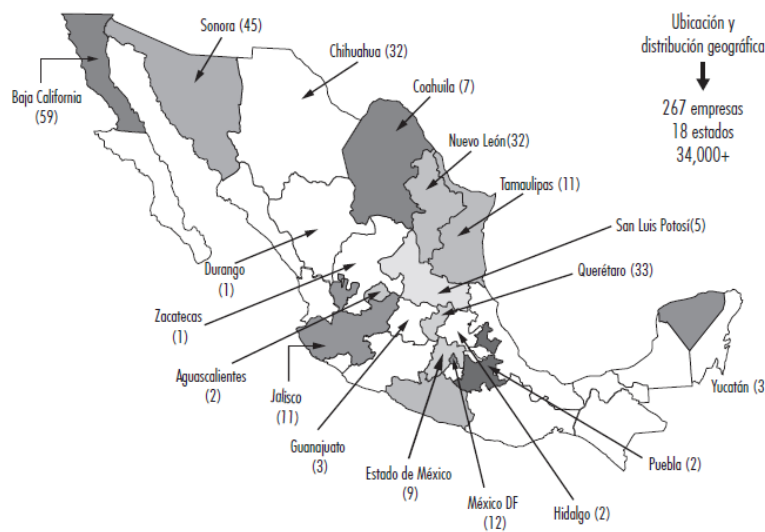 Sonora (45)
Ubicación y
distribución geográfica
267 empresas
18 estados
34,000+
Chihuahua (32)
Baja California
(59)
Coahuila (7)
Nuevo León(32)
Tamaulipas (11)
San Luis Potosí(5)
Querétaro (33)
Durango
(1)
Zacatecas
(1)
Aguascalientes
(2)
Jalisco
(11)
Guanajuato
(3)
Estado de México
(9)
México DF
(12)
Hidalgo (2)
Puebla (2)
Yucatán (3